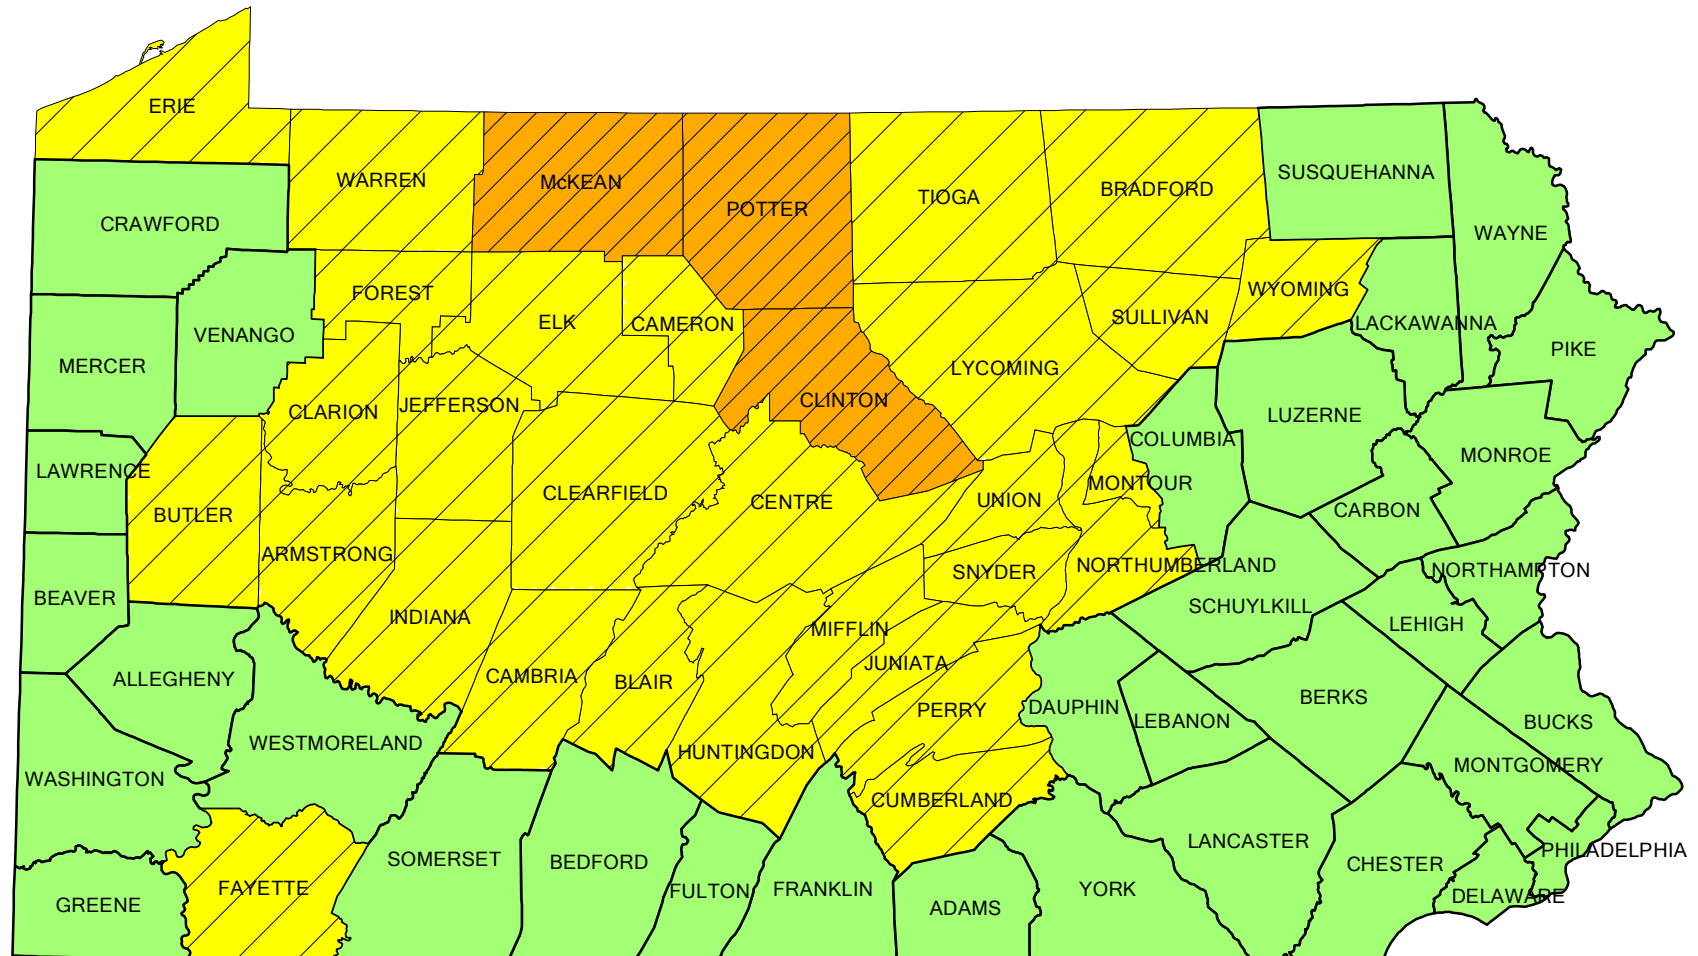 ERIE
SUSQUEHANNA
WARREN
McKEAN
BRADFORD
TIOGA
POTTER
CRAWFORD
WAYNE
WYOMING
FOREST
SULLIVAN
ELK
CAMERON
LACKAWANNA
VENANGO
PIKE
MERCER
LYCOMING
CLINTON
JEFFERSON
CLARION
LUZERNE
COLUMBIA
MONROE
LAWRENCE
MONTOUR
CLEARFIELD
UNION
CENTRE
CARBON
BUTLER
ARMSTRONG
NORTHUMBERLAND
NORTHAMPTON
SNYDER
BEAVER
SCHUYLKILL
INDIANA
LEHIGH
MIFFLIN
JUNIATA
CAMBRIA
ALLEGHENY
BLAIR
BERKS
DAUPHIN
PERRY
LEBANON
BUCKS
WESTMORELAND
HUNTINGDON
MONTGOMERY
WASHINGTON
CUMBERLAND
LANCASTER
PHILADELPHIA
SOMERSET
BEDFORD
CHESTER
FAYETTE
FRANKLIN
YORK
FULTON
DELAWARE
GREENE
ADAMS